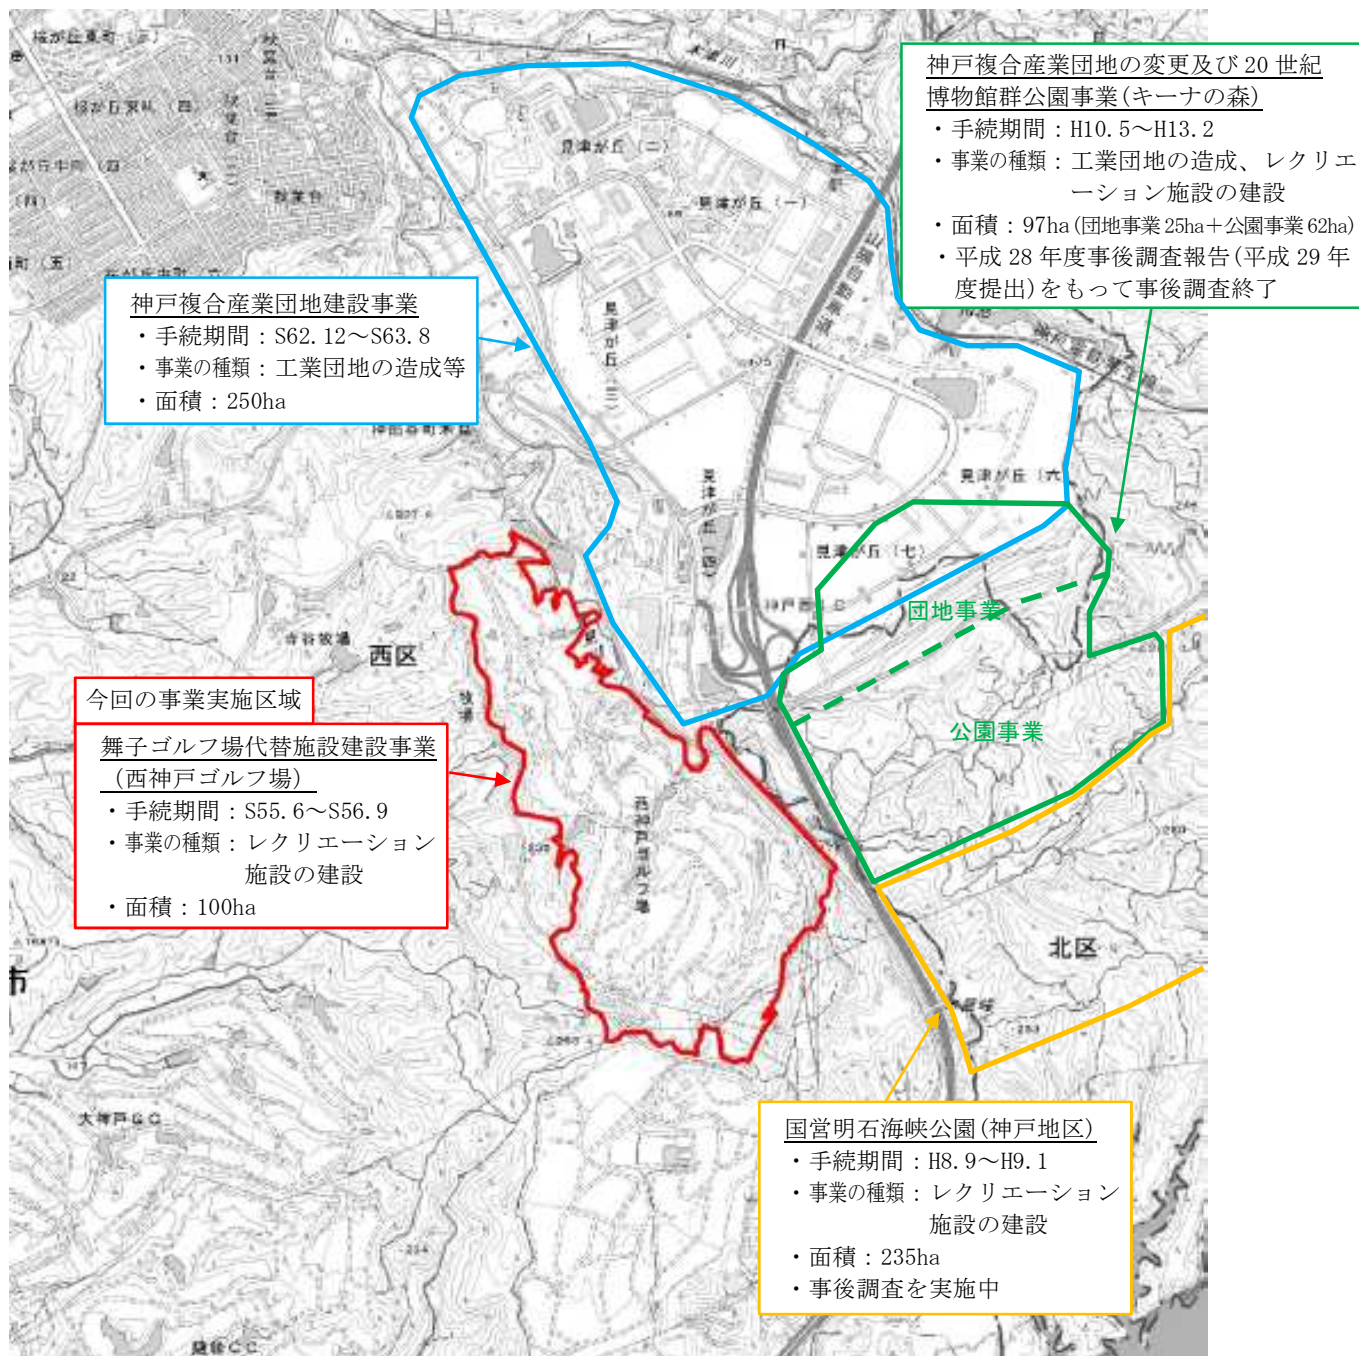 神戸複合産業団地の変更及び 20 世紀
博物館群公園事業(キーナの森)
・手続期間：H10.5～H13.2
・事業の種類：工業団地の造成、レクリエ
ーション施設の建設
・面積：97ha(団地事業 25ha＋公園事業 62ha)
・平成 28 年度事後調査報告(平成 29 年
度提出)をもって事後調査終了
見津が丘（二）
見津が丘（一）
神戸複合産業団地建設事業
・手続期間：S62.12～S63.8
・事業の種類：工業団地の造成等
・面積：250ha
見津が丘（三）
見津が丘（六）
見津が丘（四）
見津が丘（七）
団地事業
西区
公園事業
今回の事業実施区域
舞子ゴルフ場代替施設建設事業
(西神戸ゴルフ場)
・手続期間：S55.6～S56.9
・事業の種類：レクリエーション
施設の建設
・面積：100ha
西神戸ゴルフ場
北区
市
大神戸GC
国営明石海峡公園(神戸地区)
・手続期間：H8.9～H9.1
・事業の種類：レクリエーション
施設の建設
・面積：235ha
・事後調査を実施中